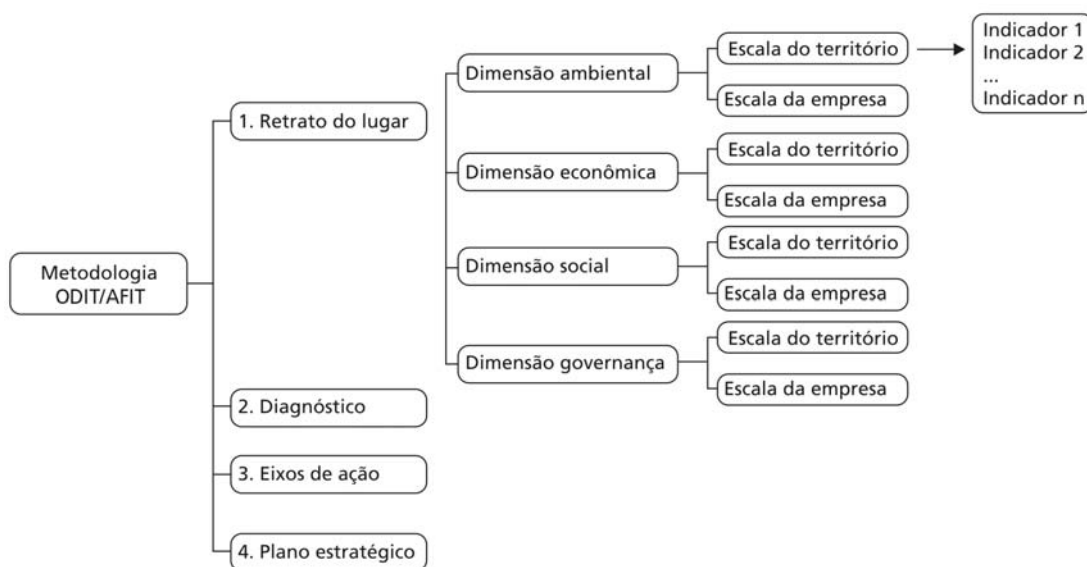 Metodologia
ODIT/AFIT
1. Retrato do lugar
2. Diagnóstico
3. Eixos de ação
4. Plano estratégico
Dimensão ambiental
Escala do território
Indicador 1
Indicador 2
...
Indicador n
Escala da empresa
Dimensão econômica
Escala do território
Escala da empresa
Dimensão social
Escala do território
Escala da empresa
Dimensão governança
Escala do território
Escala da empresa